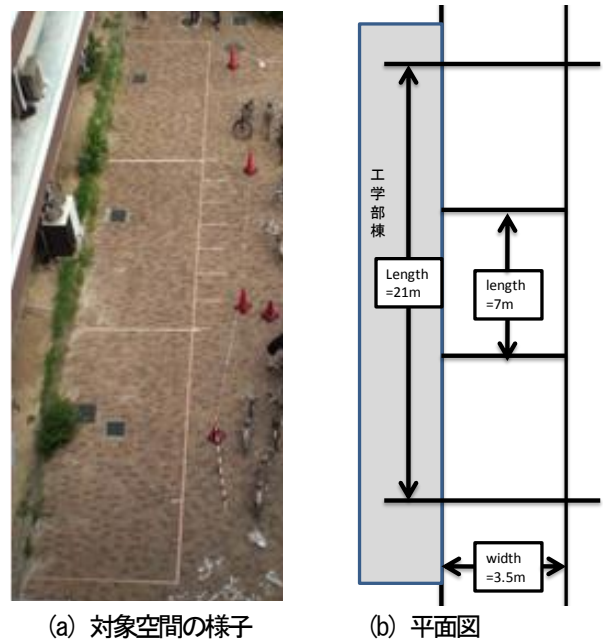 工
学
部
棟
Length
=21m
length
=7m
width
=3.5m
(a) 対象空間の様子
(b) 平面図